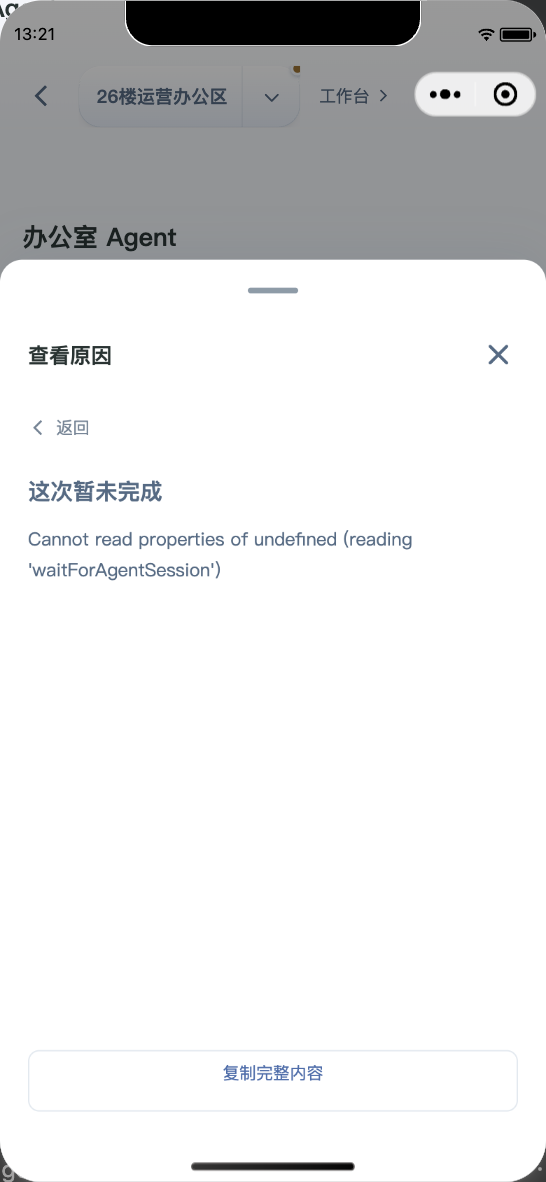 13:21
26楼运营办公区
工作台
办公室 Agent
查看原因
返回
这次暂未完成
Cannot read properties of undefined (reading
'waitForAgentSession')
复制完整内容